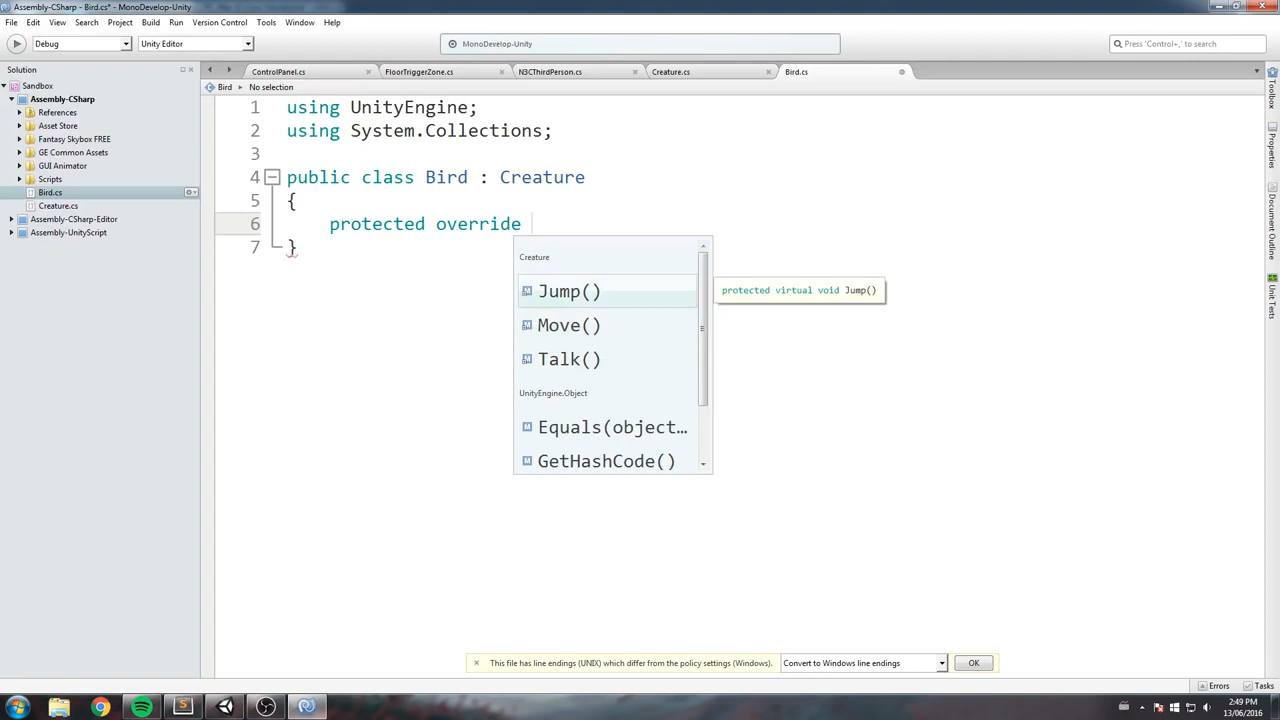 Assembly-CSharp - Bird.cs* - MonoDevelop-Unity
File Edit View Search Project Build Run Version Control Tools Window Help
Debug Unity Editor MonoDevelop-Unity Press 'Control+,' to search
Solution
ControlPanel.cs FloorTriggerZone.cs N3CThirdPerson.cs Creature.cs Bird.cs
Bird No selection
Sandbox
Assembly-CSharp
References
Asset Store
Fantasy Skybox FREE
GE Common Assets
GUI Animator
Scripts
Bird.cs
Creature.cs
Assembly-CSharp-Editor
Assembly-UnityScript
1 using UnityEngine;
2 using System.Collections;
3
4 public class Bird : Creature
5 {
6 protected override
7 }
Creature
Jump()
Move()
Talk()
UnityEngine.Object
Equals(object...
GetHashCode()
protected virtual void Jump()
Toolbox
Properties
Document Outline
Unit Tests
This file has line endings (UNIX) which differ from the policy settings (Windows). Convert to Windows line endings OK
Errors Tasks
2:49 PM
13/06/2016